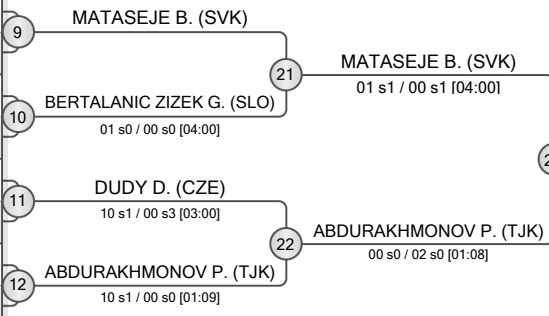 MATASEJE B. (SVK)
9
21
MATASEJE B. (SVK)
01 s1 / 00 s1 [04:00]
BERTALANIC ZIZEK G. (SLO)
10
01 s0 / 00 s0 [04:00]
DUDY D. (CZE)
11
10 s1 / 00 s3 [03:00]
22
ABDURAKHMONOV P. (TJK)
00 s0 / 02 s0 [01:08]
ABDURAKHMONOV P. (TJK)
12
10 s1 / 00 s0 [01:09]